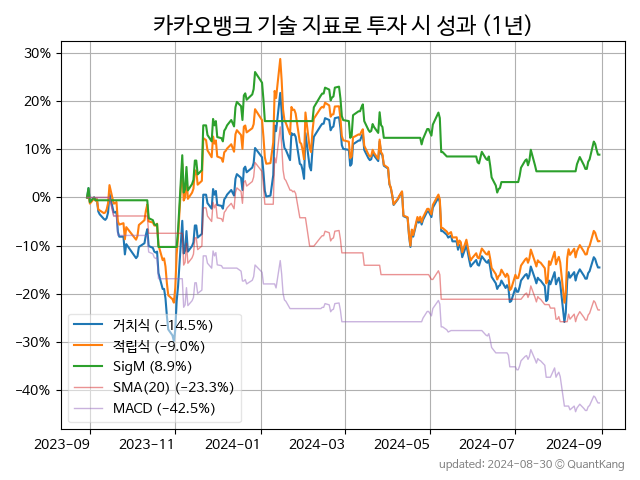 카카오뱅크 기술 지표로 투자 시 성과 (1년)
30%
20%
10%
0%
−10%
−20%
−30%
−40%
거치식 (−14.5%)
적립식 (−9.0%)
SigM (8.9%)
SMA(20) (−23.3%)
MACD (−42.5%)
2023−09 2023−11 2024−01 2024−03 2024−05 2024−07 2024−09
updated: 2024−08−30 © QuantKang